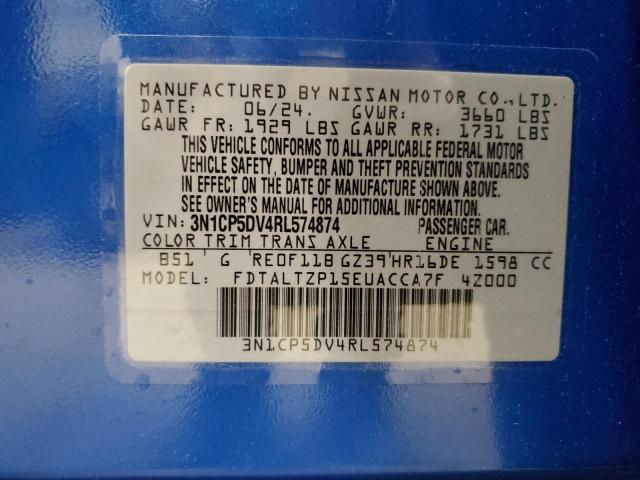 MANUFACTURED BY NISSAN MOTOR CO., LTD.
DATE: 06/24. GVWR: 3660 LBS
GAWR FR: 1929 LBS GAWR RR: 1731 LBS
THIS VEHICLE CONFORMS TO ALL APPLICABLE FEDERAL MOTOR
VEHICLE SAFETY, BUMPER AND THEFT PREVENTION STANDARDS
IN EFFECT ON THE DATE OF MANUFACTURE SHOWN ABOVE.
SEE OWNER'S MANUAL FOR ADDITIONAL INFORMATION.
VIN: 3N1CP5DV4RL574874 PASSENGER CAR.
COLOR TRIM TRANS AXLE ENGINE
B51 G RE0F11B GZ39 HR16DE 1598 CC
MODEL: FDTALTZP15EUACCA7F 4Z000
3N1CP5DV4RL574874